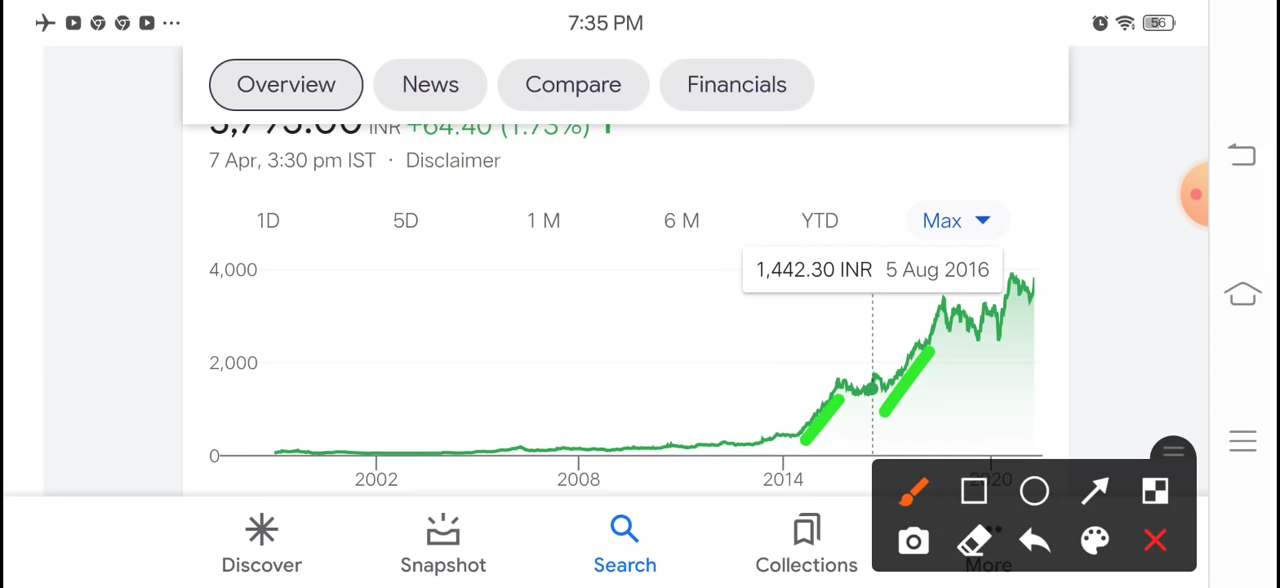 7:35 PM
56
Overview News Compare Financials
INR +64.40 (1.73%)
7 Apr, 3:30 pm IST · Disclaimer
1D 5D 1 M 6 M YTD Max
1,442.30 INR 5 Aug 2016
4,000
2,000
0
2002 2008 2014 2020
Discover Snapshot Search Collections More